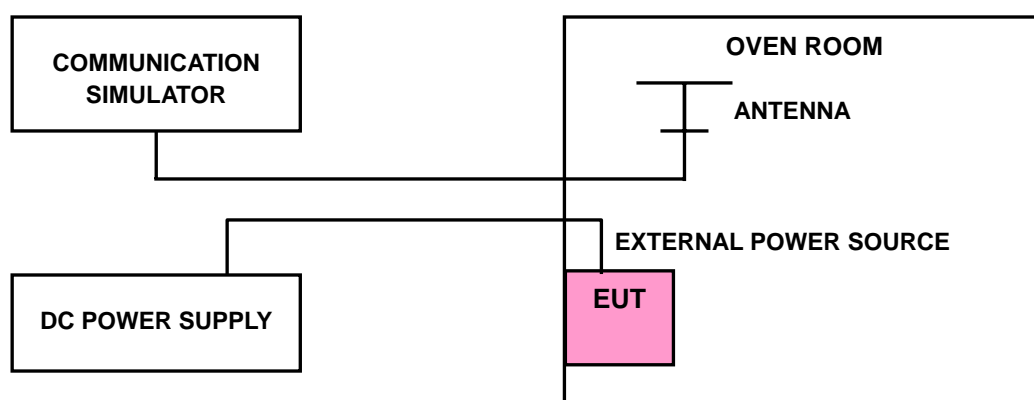 COMMUNICATION
SIMULATOR
OVEN ROOM
ANTENNA
EXTERNAL POWER SOURCE
DC POWER SUPPLY
EUT